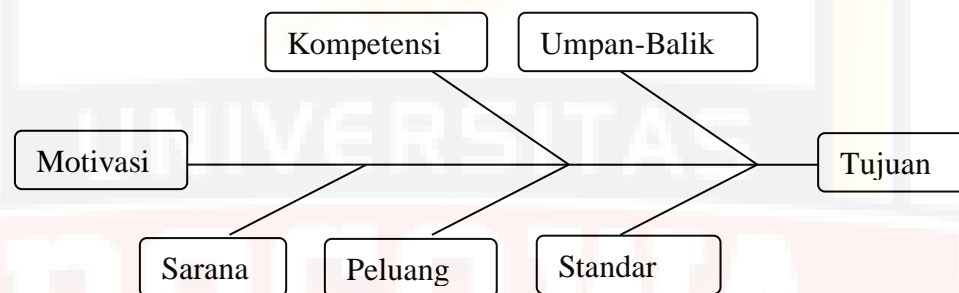 Kompetensi
Umpan-Balik
UNIVERSITAS
Motivasi
Tujuan
Sarana
Peluang
Standar